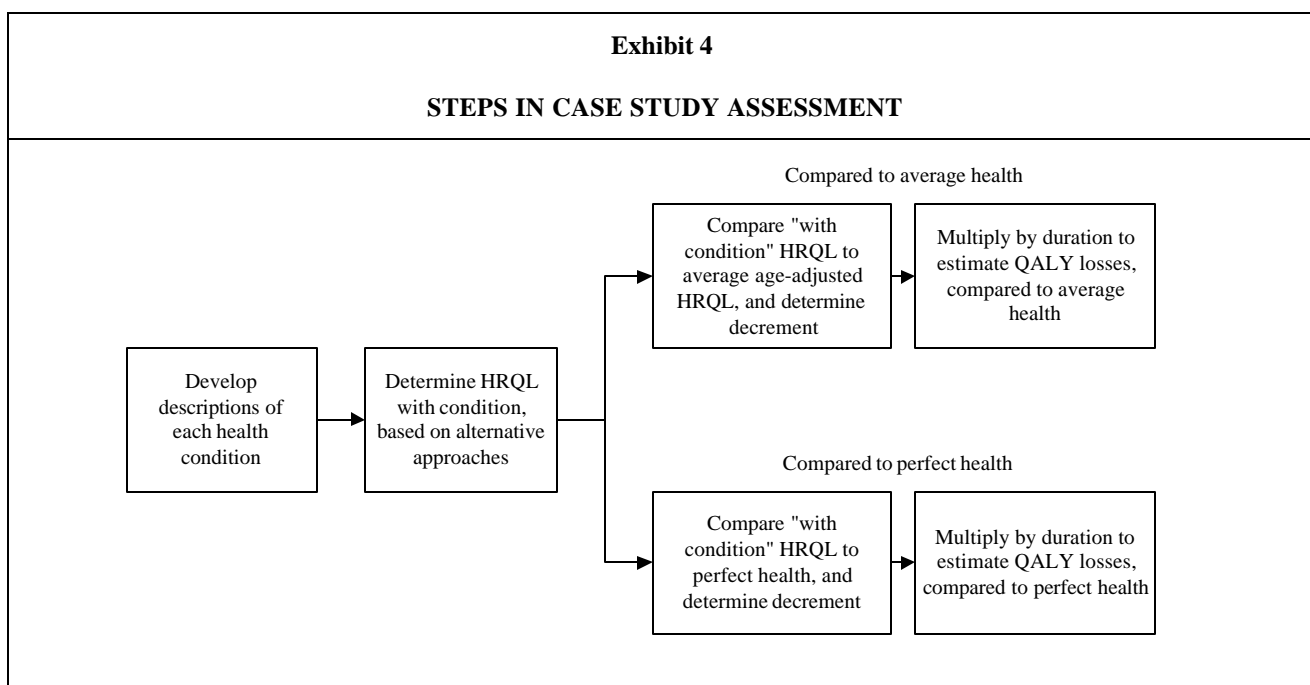 Exhibit 4
STEPS IN CASE STUDY ASSESSMENT
Compared to average health
Compare "with
condition" HRQL to
average age-adjusted
HRQL, and determine
decrement
Multiply by duration to
estimate QALY losses,
compared to average
health
Develop
descriptions of
each health
condition
Determine HRQL
with condition,
based on alternative
approaches
Compared to perfect health
Compare "with
condition" HRQL to
perfect health, and
determine decrement
Multiply by duration to
estimate QALY losses,
compared to perfect health